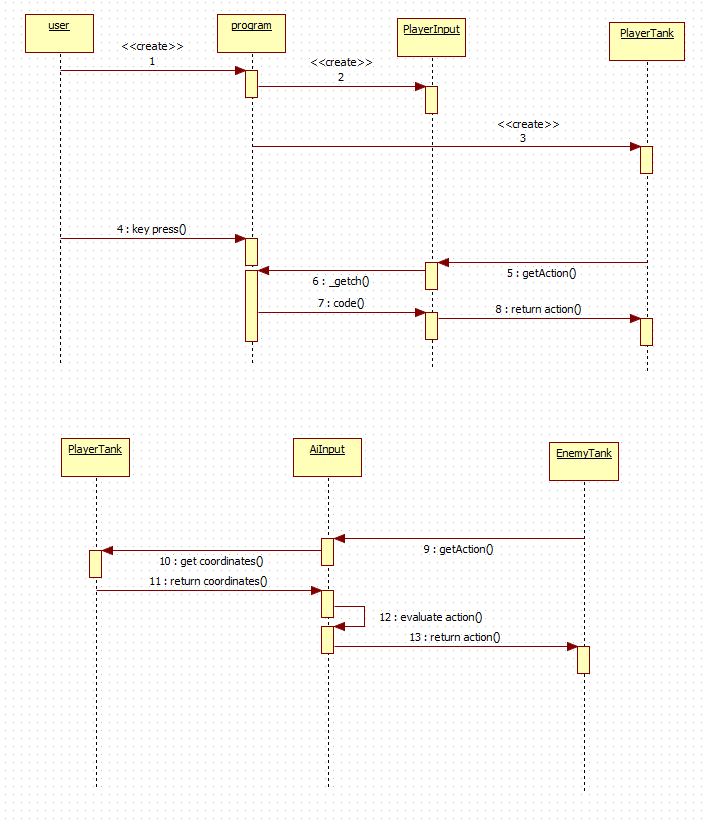 user
program
PlayerInput
PlayerTank
<<create>>
1
<<create>>
2
<<create>>
3
4 : key press()
5 : getAction()
6 : _getch()
7 : code()
8 : return action()
PlayerTank
AiInput
EnemyTank
9 : getAction()
10 : get coordinates()
11 : return coordinates()
12 : evaluate action()
13 : return action()